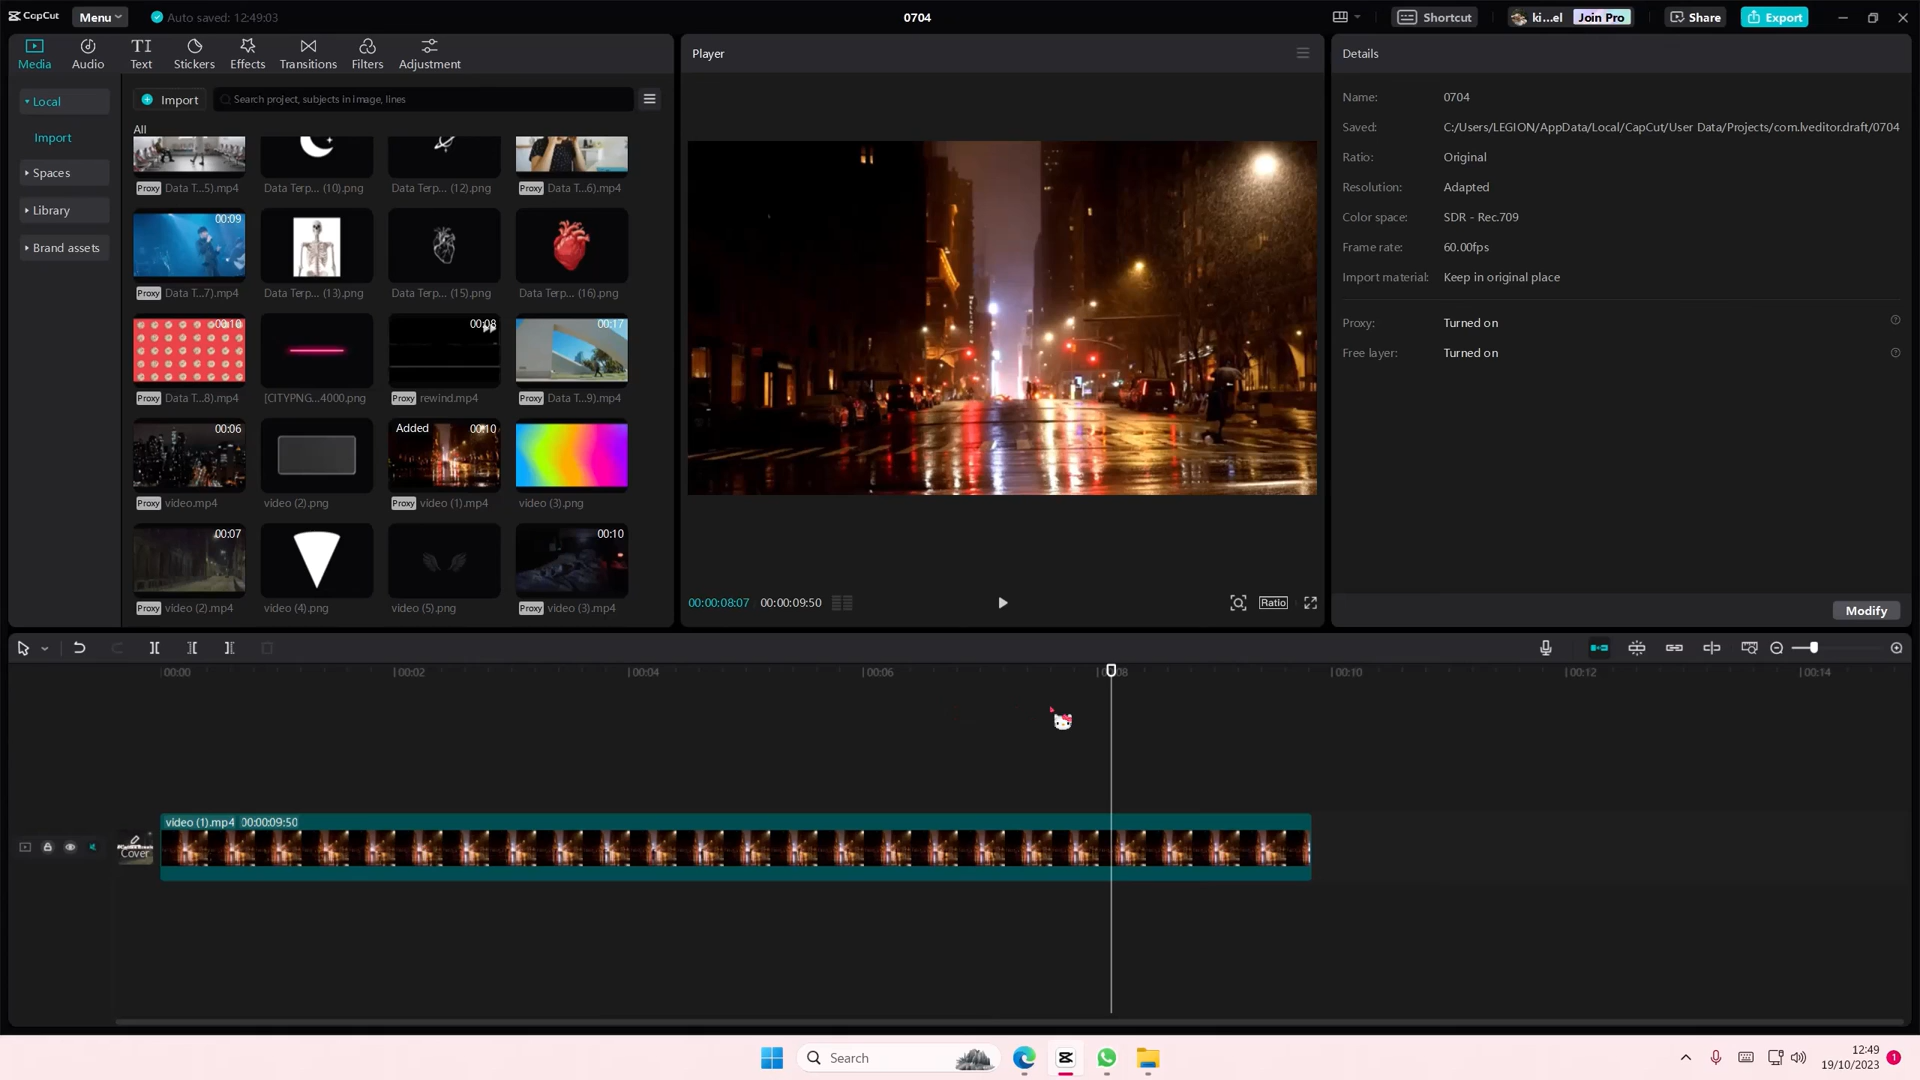 CapCut
Menu
Auto saved: 12:49:03
0704
Shortcut
ki...el
Join Pro
Share
Export
Media
Audio
Text
Stickers
Effects
Transitions
Filters
Adjustment
Local
Import
Spaces
Library
Brand assets
Import
Search project, subjects in image, lines
All
Proxy Data T...5).mp4
Data Terp... (10).png
Data Terp... (12).png
Proxy Data T...6).mp4
00:09
Proxy Data T...7).mp4
Data Terp... (13).png
Data Terp... (15).png
Data Terp... (16).png
00:10
00:08
00:17
Proxy Data T...8).mp4
[CITYPNG...4000.png
Proxy rewind.mp4
Proxy Data T...9).mp4
00:06
Added
00:10
Proxy video.mp4
video (2).png
Proxy video (1).mp4
video (3).png
00:07
00:10
Proxy video (2).mp4
video (4).png
video (5).png
Proxy video (3).mp4
Player
00:00:08:07
00:00:09:50
Ratio
Details
Name: 0704
Saved: C:/Users/LEGION/AppData/Local/CapCut/User Data/Projects/com.lveditor.draft/0704
Ratio: Original
Resolution: Adapted
Color space: SDR - Rec.709
Frame rate: 60.00fps
Import material: Keep in original place
Proxy: Turned on
Free layer: Turned on
Modify
00:00
00:02
00:04
00:06
00:08
00:10
00:12
00:14
video (1).mp4 00:00:09:50
Cover
Search
12:49
19/10/2023
1